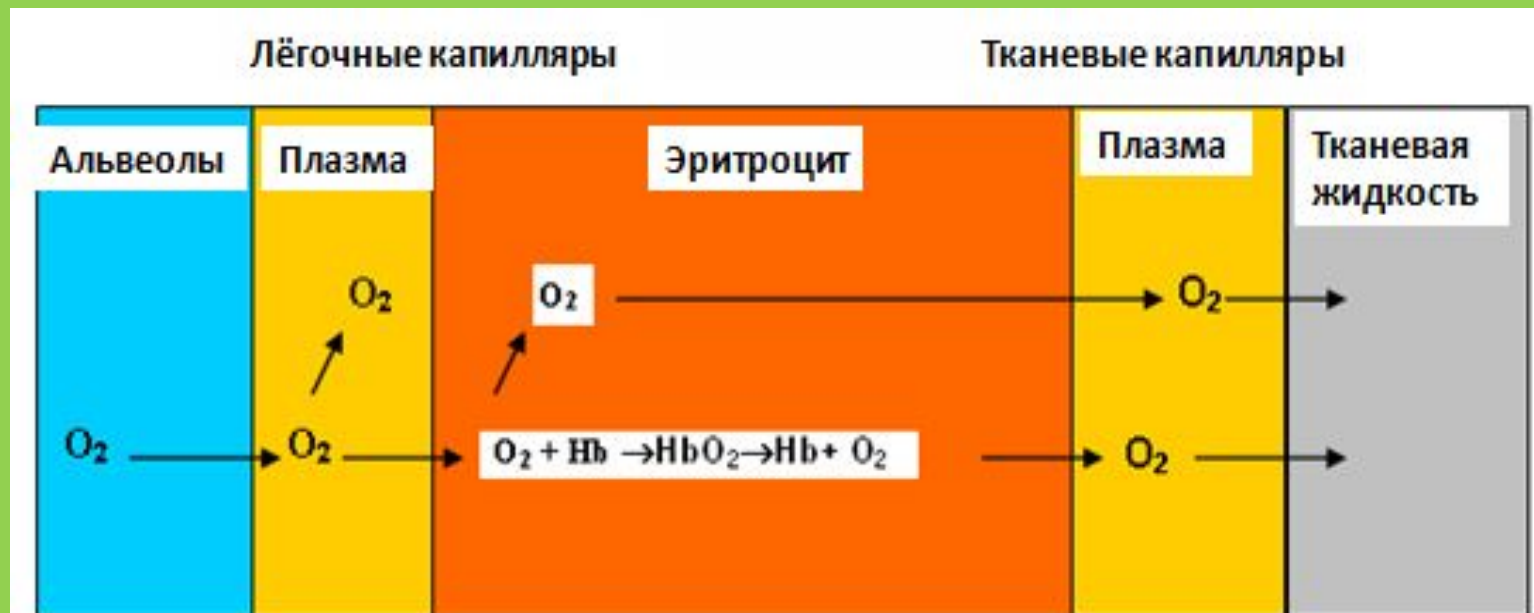 Лёгочные капилляры Тканевые капилляры
Альвеолы Плазма Эритроцит Плазма Тканевая
жидкость
O₂ O₂ O₂
O₂ O₂ O₂ + Hb →HbO₂→Hb+ O₂ O₂